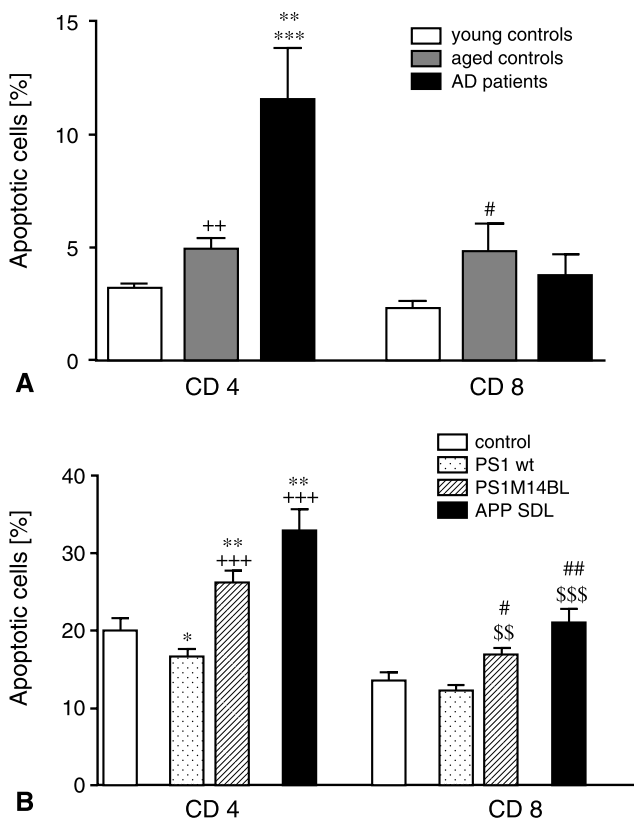 15
10
5
0
Apoptotic cells [%]
**
***
++
#
young controls
aged controls
AD patients
CD 4
CD 8
A
control
PS1 wt
PS1M14BL
APP SDL
40
30
20
10
0
Apoptotic cells [%]
*
**
+++
**
+++
#
$$
##
$$$
CD 4
CD 8
B